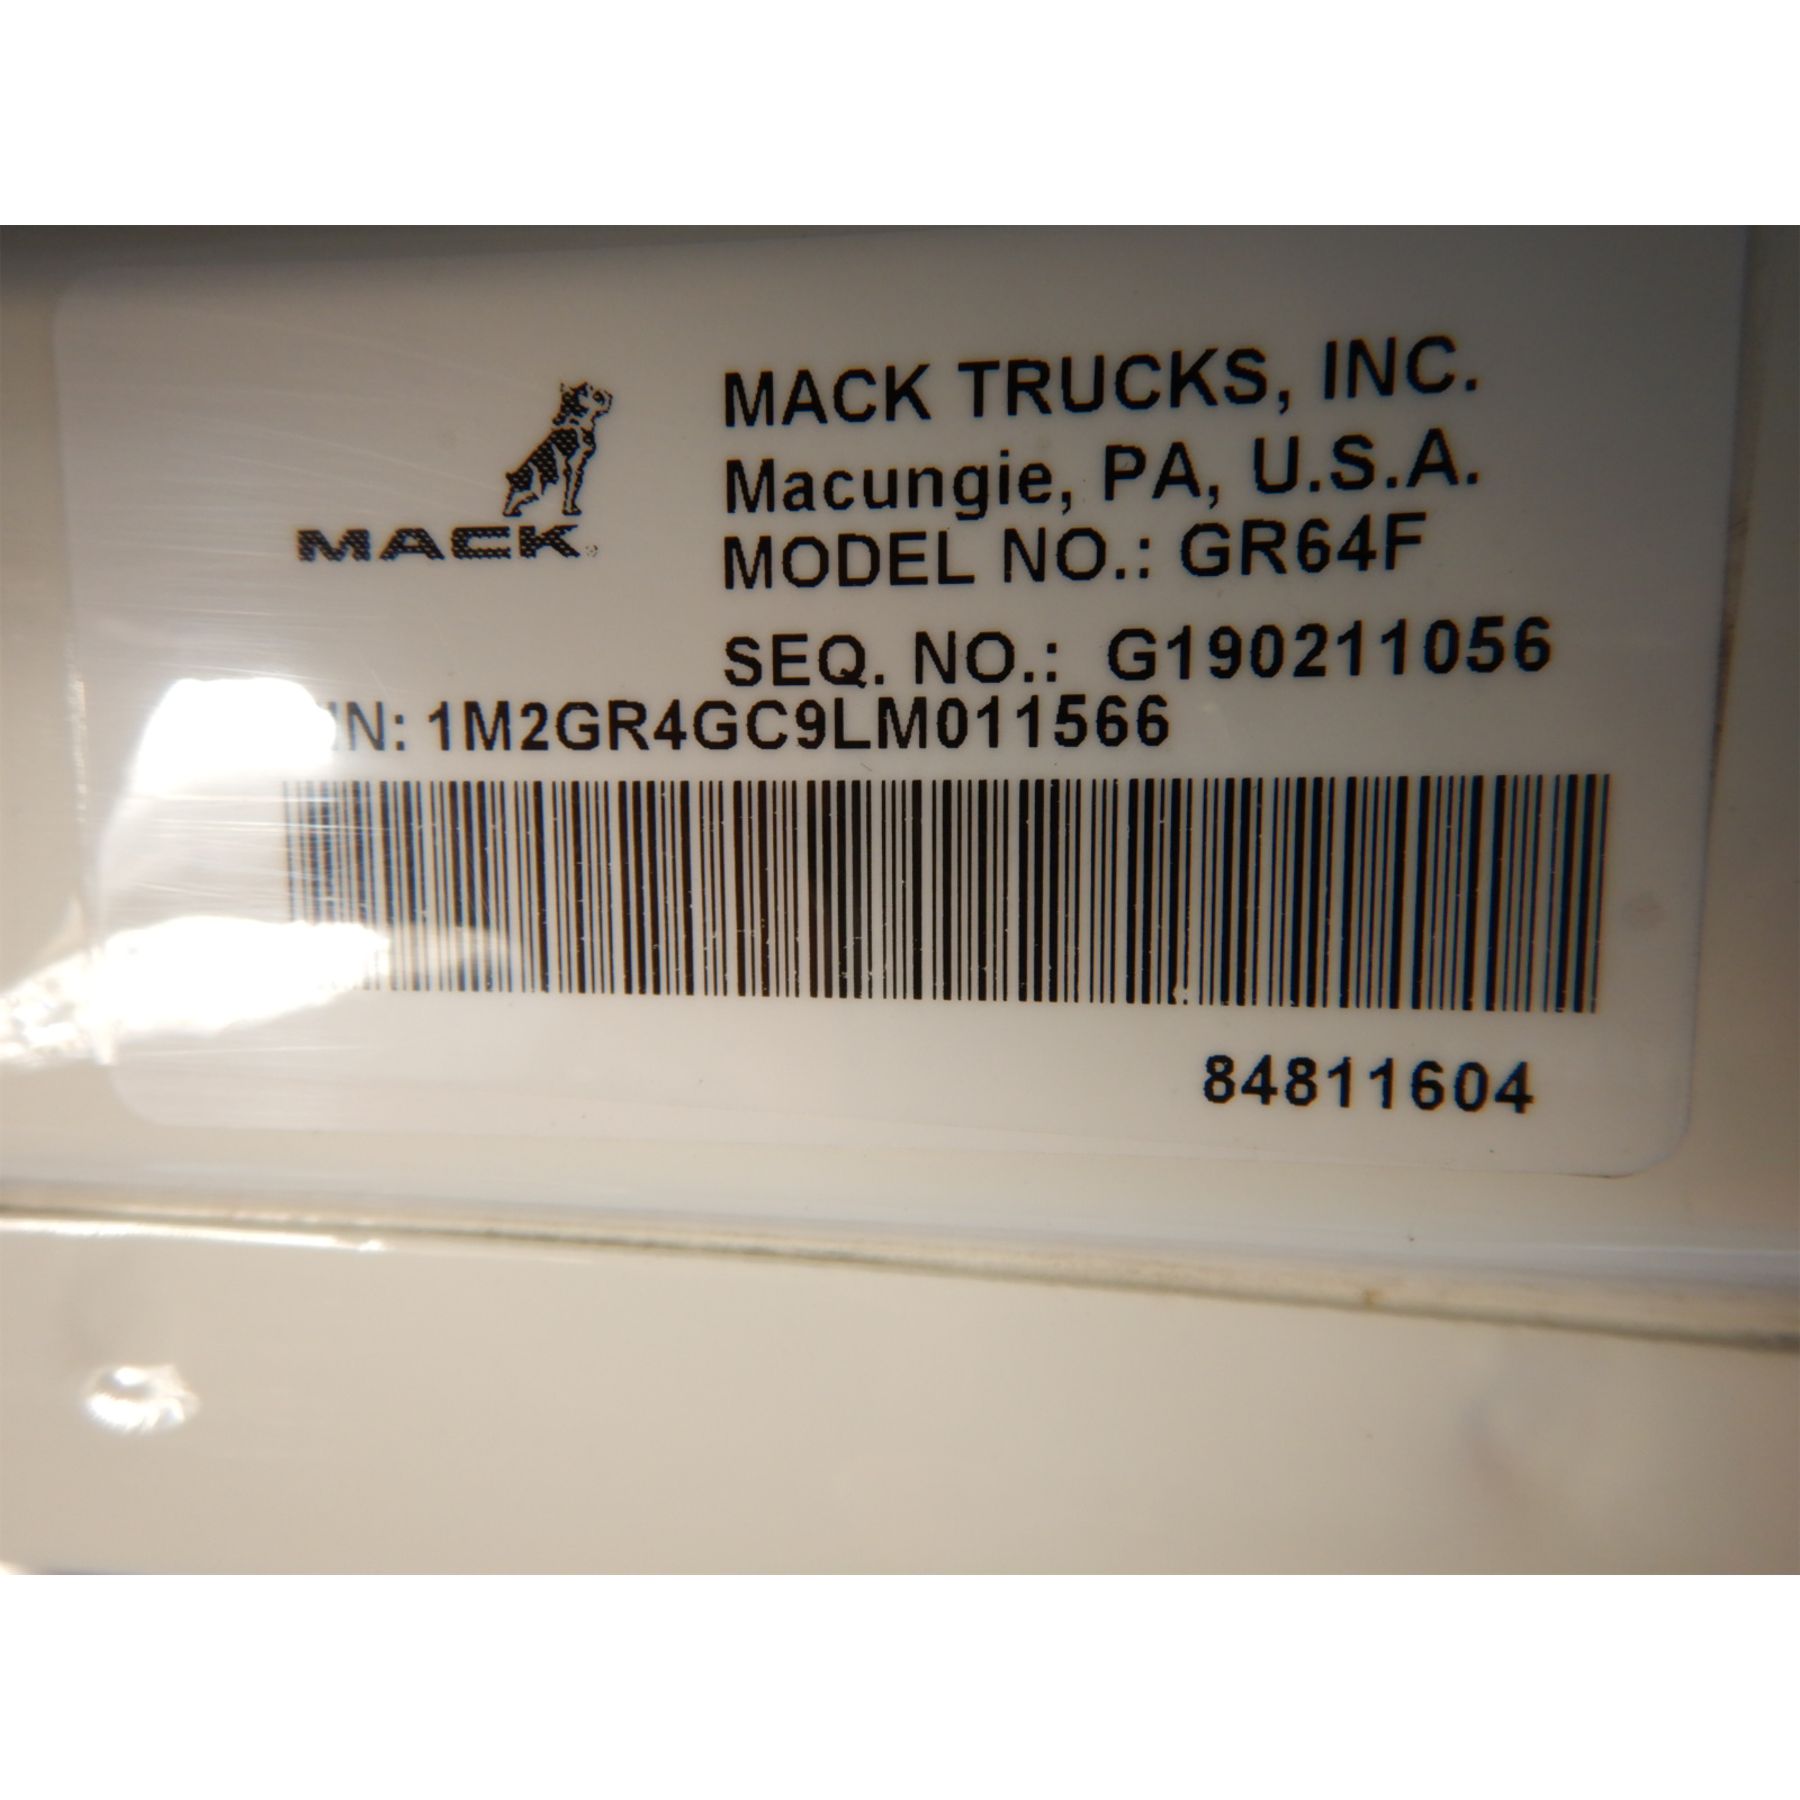 MACK TRUCKS, INC.
Macungie, PA, U.S.A.
MACK
MODEL NO.: GR64F
SEQ. NO.: G190211056
1M2GR4GC9LM011566
84811604